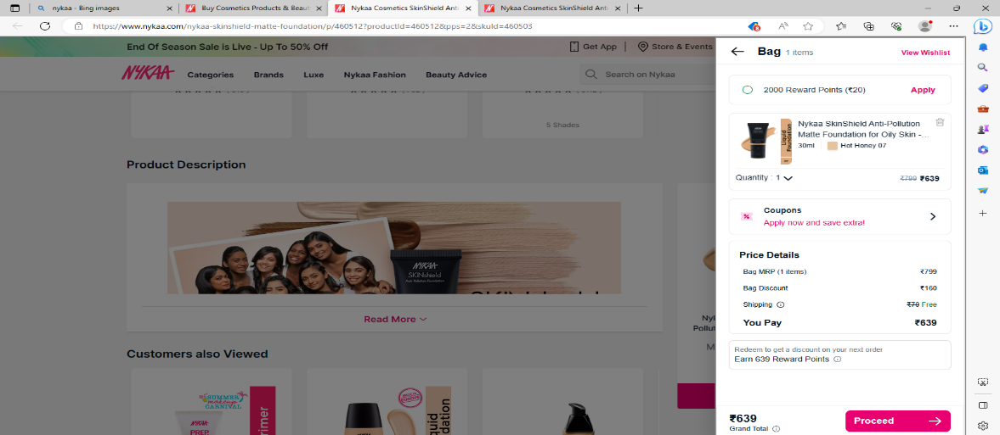 nykaa - Bing images
Buy Cosmetics Products & Beaut
Nykaa Cosmetics SkinShield Anti-
Nykaa Cosmetics SkinShield Anti
https://www.nykaa.com/nykaa-skinshield-matte-foundation/p/460512?productId=460512&pps=2&skuId=460503
End Of Season Sale is Live - Up To 50% Off
Get App
Store & Events
NYKAA
Categories
Brands
Luxe
Nykaa Fashion
Beauty Advice
Search on Nykaa
5 Shades
Product Description
NYKAA
SKINshield
Anti-Pollution Foundation
Read More
Customers also Viewed
SUMMER
makeup
CARNIVAL
NYKAA
PREP
Primer
Liquid
Foundation
Nyl
Pollut
M
Bag 1 items
View Wishlist
2000 Reward Points (₹20)
Apply
Liquid
Foundation
Nykaa SkinShield Anti-Pollution
Matte Foundation for Oily Skin -...
30ml
Hot Honey 07
Quantity : 1
₹799 ₹639
Coupons
Apply now and save extra!
Price Details
Bag MRP (1 items) ₹799
Bag Discount ₹160
Shipping ₹70 Free
You Pay ₹639
Redeem to get a discount on your next order
Earn 639 Reward Points
₹639
Grand Total
Proceed